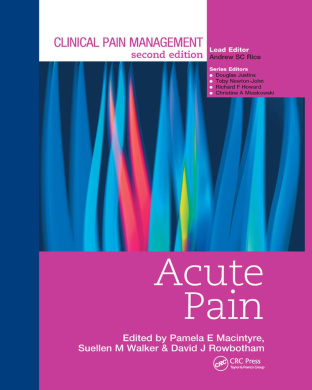 CLINICAL PAIN MANAGEMENT
second edition
Lead Editor
Andrew SC Rice
Series Editors
Douglas Justins
Toby Newton-John
Richard F Howard
Christine A Miaskowski
Acute
Pain
Edited by Pamela E Macintyre,
Suellen M Walker & David J Rowbotham
CRC Press
Taylor & Francis Group